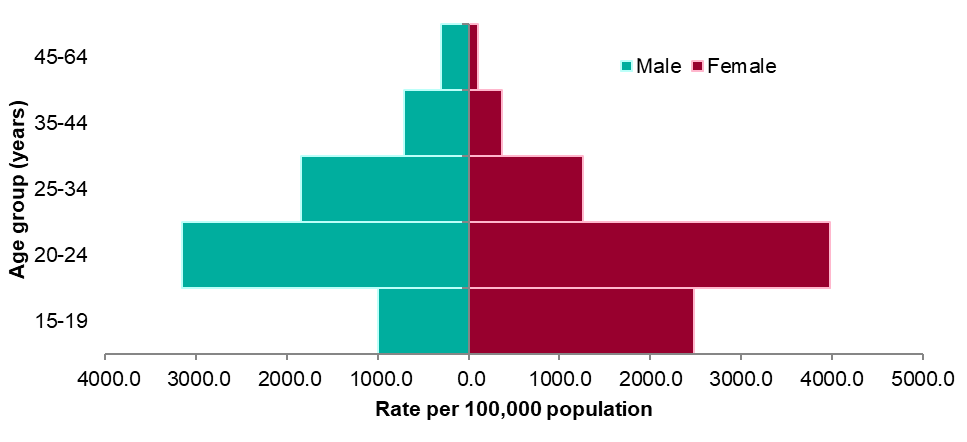 Male Female
Age group (years)
45-64
35-44
25-34
20-24
15-19
4000.0 3000.0 2000.0 1000.0 0.0 1000.0 2000.0 3000.0 4000.0 5000.0
Rate per 100,000 population